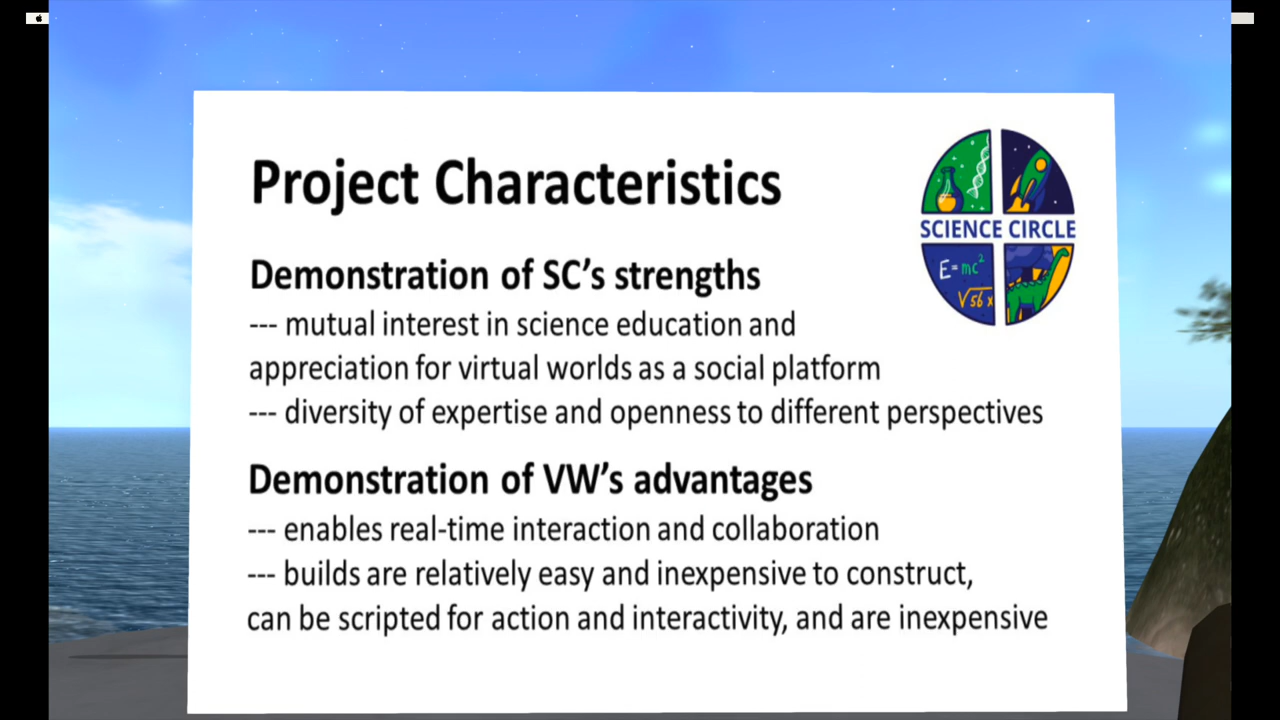 Project Characteristics
SCIENCE CIRCLE
E=mc²
√56 x
Demonstration of SC’s strengths
--- mutual interest in science education and
appreciation for virtual worlds as a social platform
--- diversity of expertise and openness to different perspectives
Demonstration of VW’s advantages
--- enables real-time interaction and collaboration
--- builds are relatively easy and inexpensive to construct,
can be scripted for action and interactivity, and are inexpensive